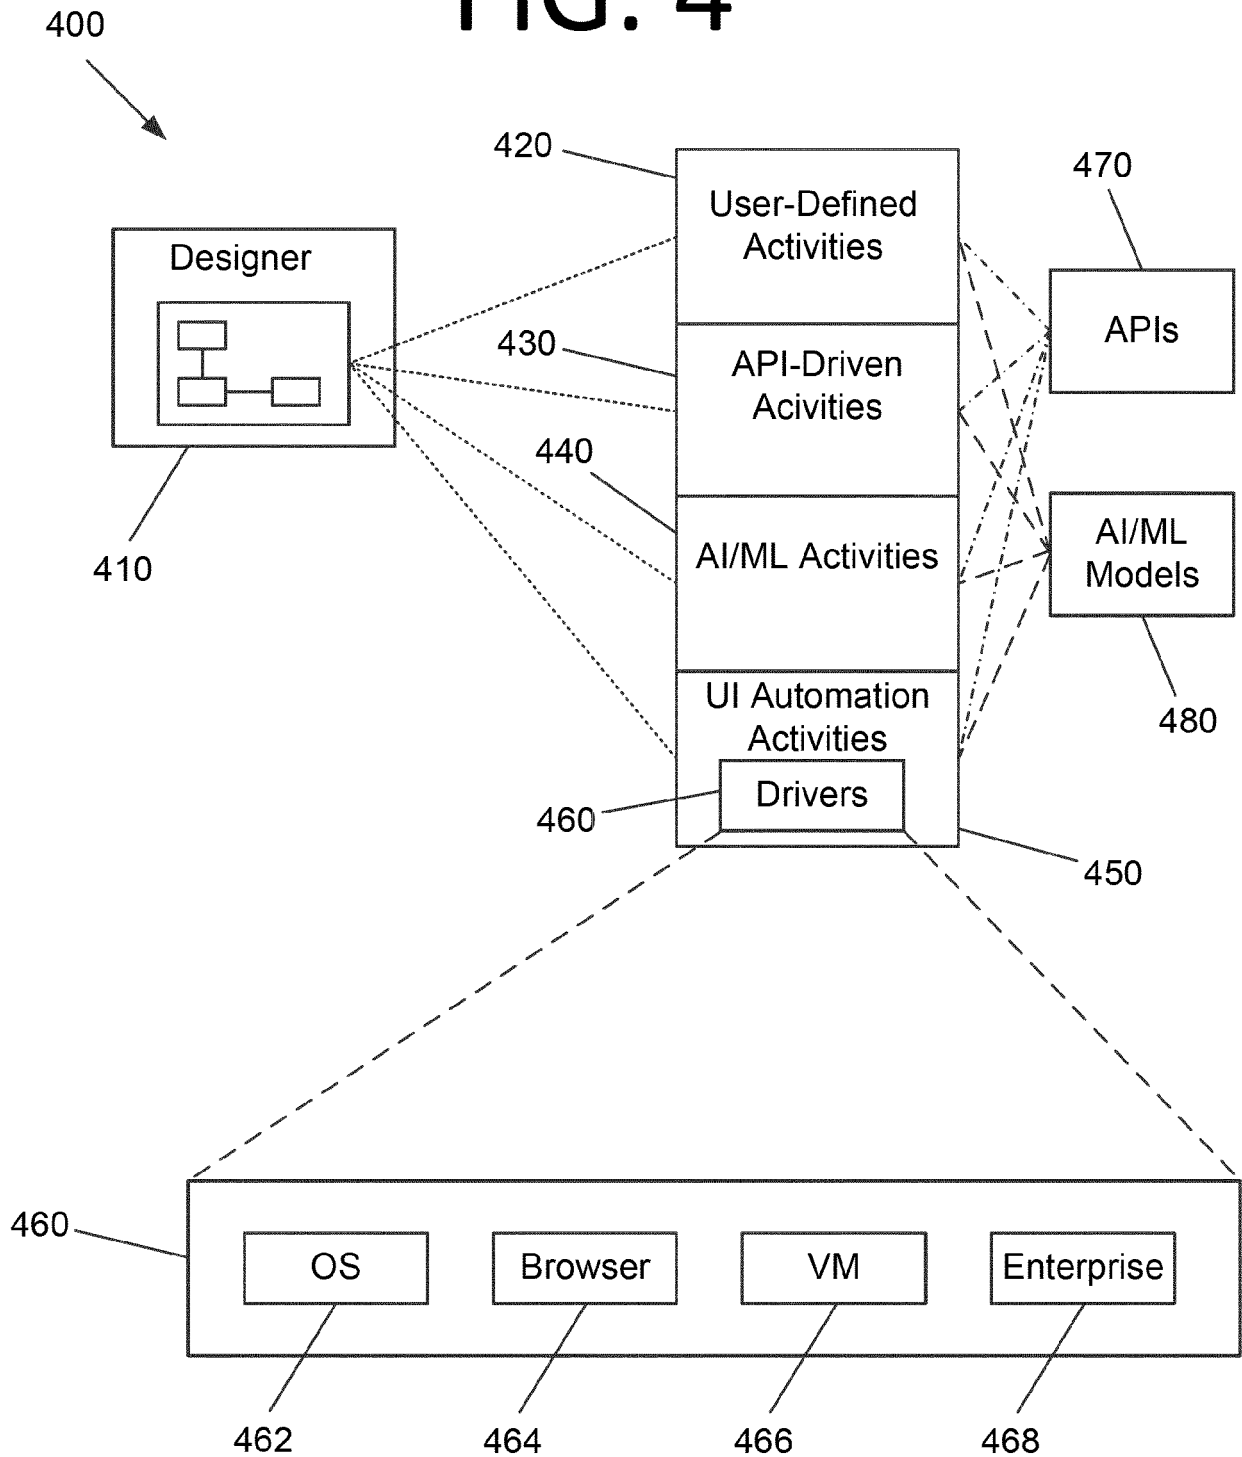 FIG. 4
400
420
User-Defined
Activities
470
Designer
APIs
430
API-Driven
Acivities
440
410
AI/ML Activities
AI/ML
Models
480
UI Automation
Activities
Drivers
460
450
460
OS
Browser
VM
Enterprise
462
464
466
468